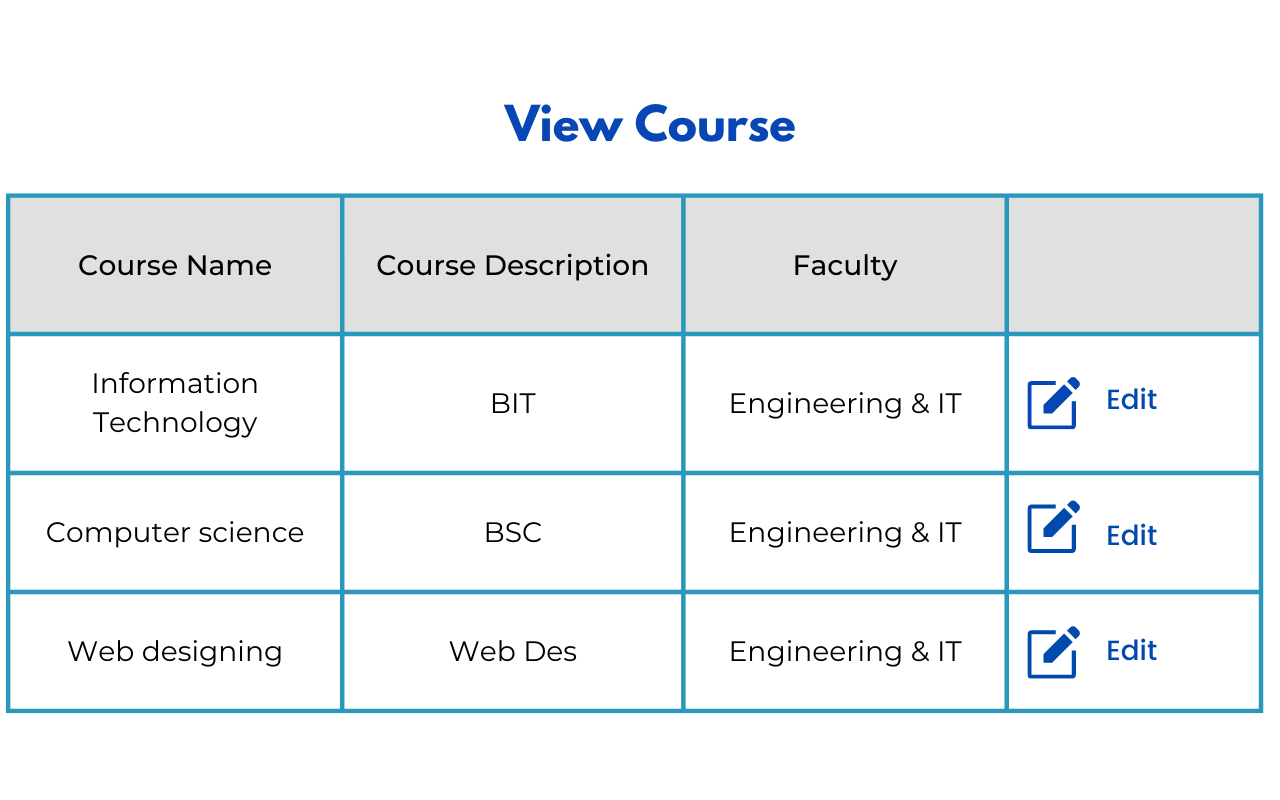 View Course
Course Name Course Description Faculty
Information
Technology
BIT Engineering & IT Edit
Computer science BSC Engineering & IT Edit
Web designing Web Des Engineering & IT Edit